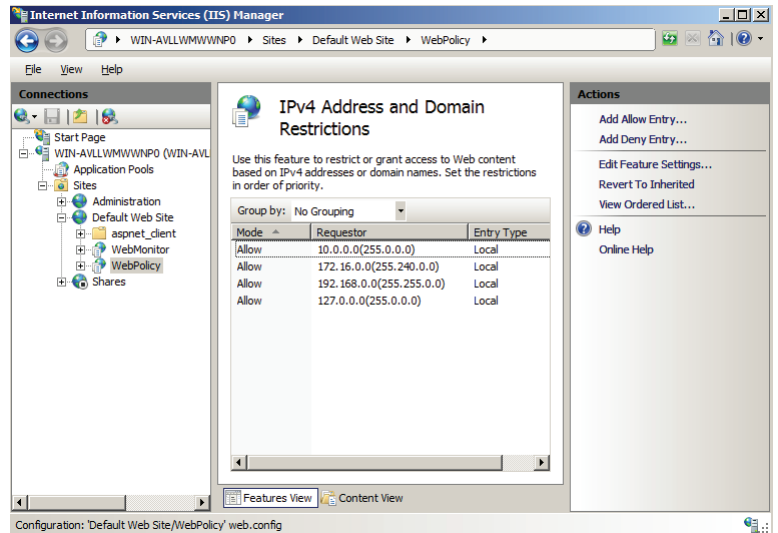 Internet Information Services (IIS) Manager
WIN-AVLLWMWWNP0 Sites Default Web Site WebPolicy
File View Help
Connections
Start Page
WIN-AVLLWMWWNP0 (WIN-AVL
Application Pools
Sites
Administration
Default Web Site
aspnet_client
WebMonitor
WebPolicy
Shares
IPv4 Address and Domain
Restrictions
Use this feature to restrict or grant access to Web content
based on IPv4 addresses or domain names. Set the restrictions
in order of priority.
Group by: No Grouping
Mode Requestor Entry Type
Allow 10.0.0.0(255.0.0.0) Local
Allow 172.16.0.0(255.240.0.0) Local
Allow 192.168.0.0(255.255.0.0) Local
Allow 127.0.0.0(255.0.0.0) Local
Features View Content View
Actions
Add Allow Entry...
Add Deny Entry...
Edit Feature Settings...
Revert To Inherited
View Ordered List...
Help
Online Help
Configuration: 'Default Web Site/WebPolicy' web.config